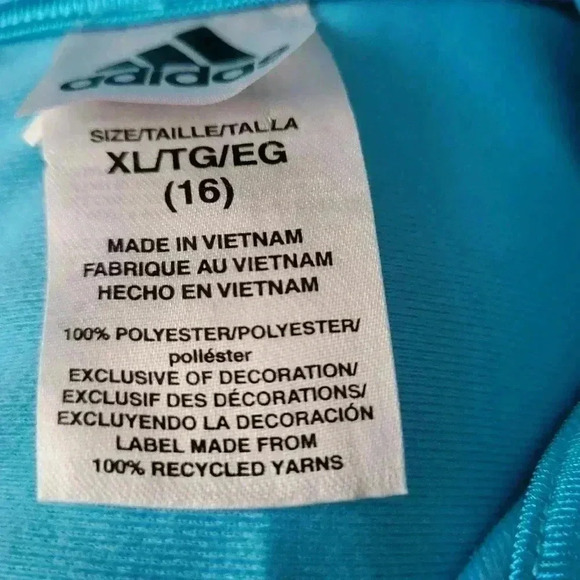 adidas
SIZE/TAILLE/TALLA
XL/TG/EG
(16)
MADE IN VIETNAM
FABRIQUE AU VIETNAM
HECHO EN VIETNAM
100% POLYESTER/POLYESTER/
poliéster
EXCLUSIVE OF DECORATION/
EXCLUSIF DES DÉCORATIONS/
EXCLUYENDO LA DECORACIÓN
LABEL MADE FROM
100% RECYCLED YARNS